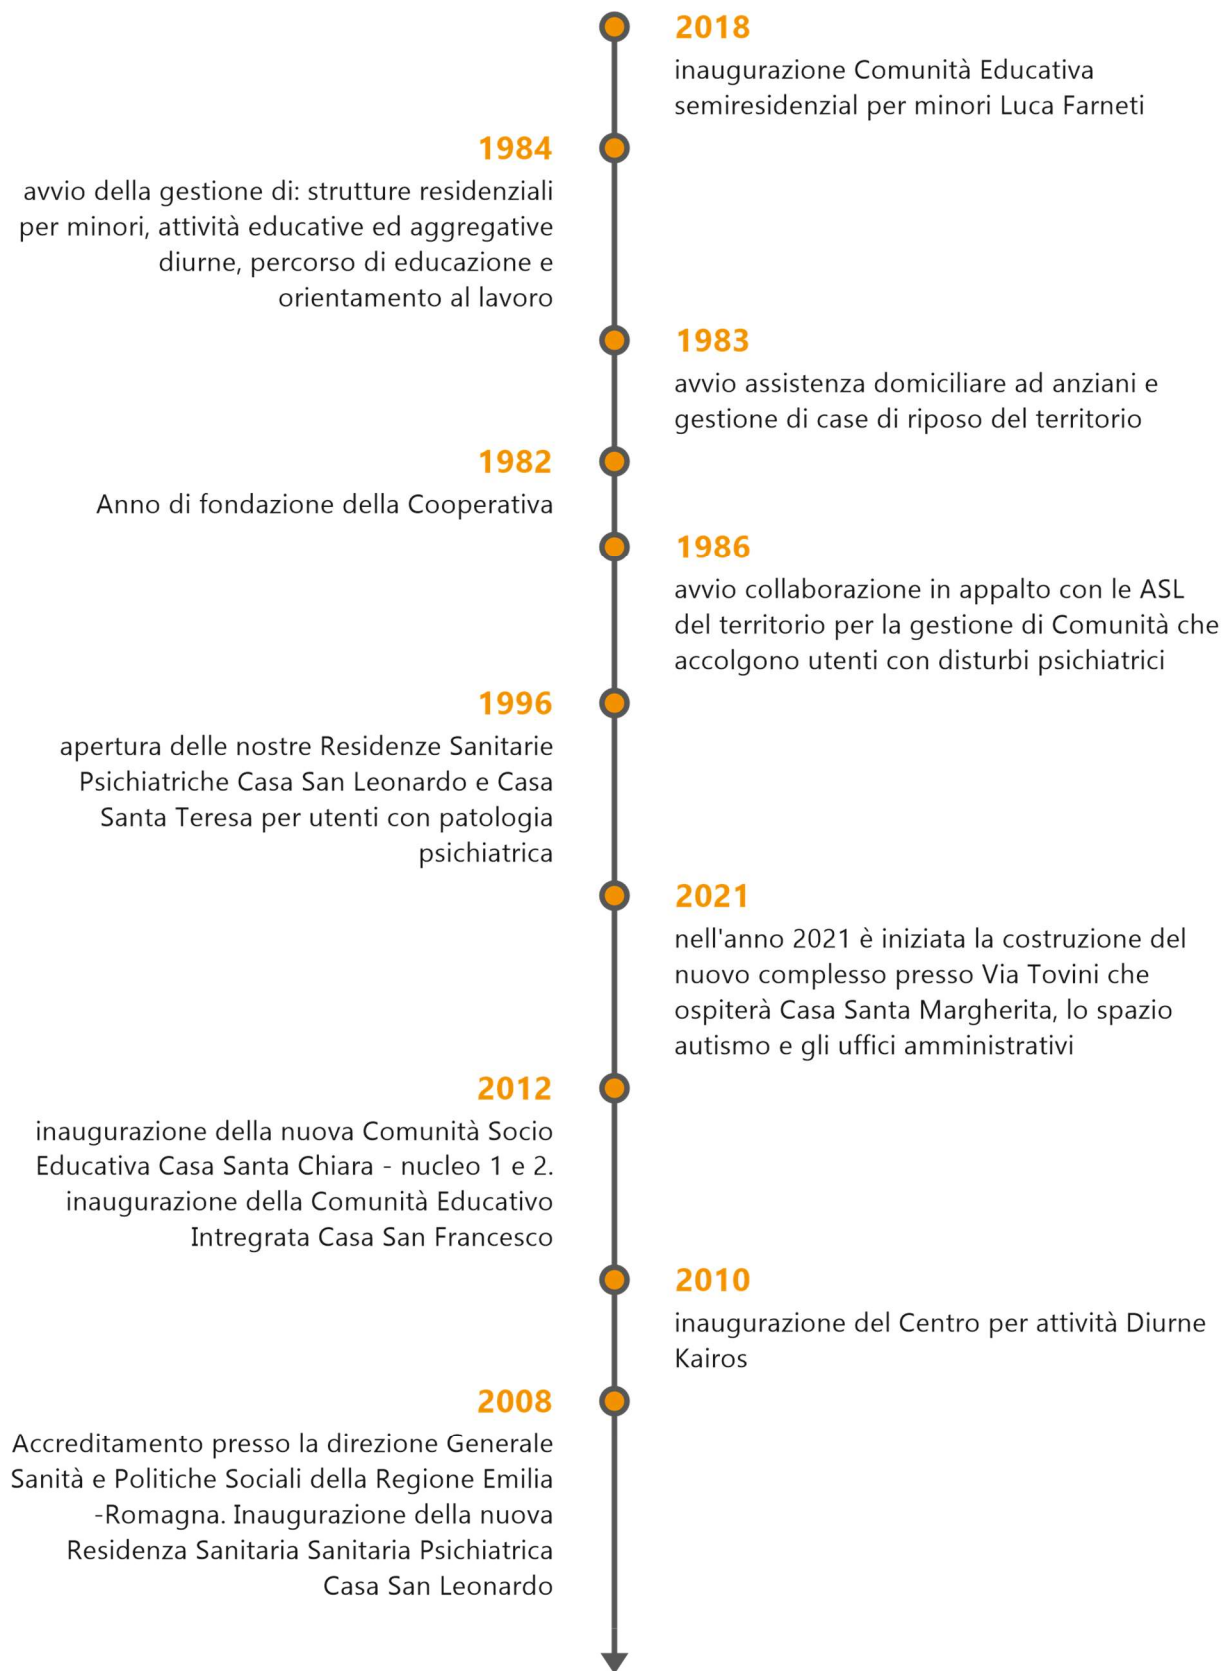 2018
inaugurazione Comunità Educativa
semiresidenzial per minori Luca Farneti
1984
avvio della gestione di: strutture residenziali
per minori, attività educative ed aggregative
diurne, percorso di educazione e
orientamento al lavoro
1983
avvio assistenza domiciliare ad anziani e
gestione di case di riposo del territorio
1982
Anno di fondazione della Cooperativa
1986
avvio collaborazione in appalto con le ASL
del territorio per la gestione di Comunità che
accolgono utenti con disturbi psichiatrici
1996
apertura delle nostre Residenze Sanitarie
Psichiatriche Casa San Leonardo e Casa
Santa Teresa per utenti con patologia
psichiatrica
2021
nell'anno 2021 è iniziata la costruzione del
nuovo complesso presso Via Tovini che
ospiterà Casa Santa Margherita, lo spazio
autismo e gli uffici amministrativi
2012
inaugurazione della nuova Comunità Socio
Educativa Casa Santa Chiara - nucleo 1 e 2.
inaugurazione della Comunità Educativo
Intregrata Casa San Francesco
2010
inaugurazione del Centro per attività Diurne
Kairos
2008
Accreditamento presso la direzione Generale
Sanità e Politiche Sociali della Regione Emilia
-Romagna. Inaugurazione della nuova
Residenza Sanitaria Sanitaria Psichiatrica
Casa San Leonardo